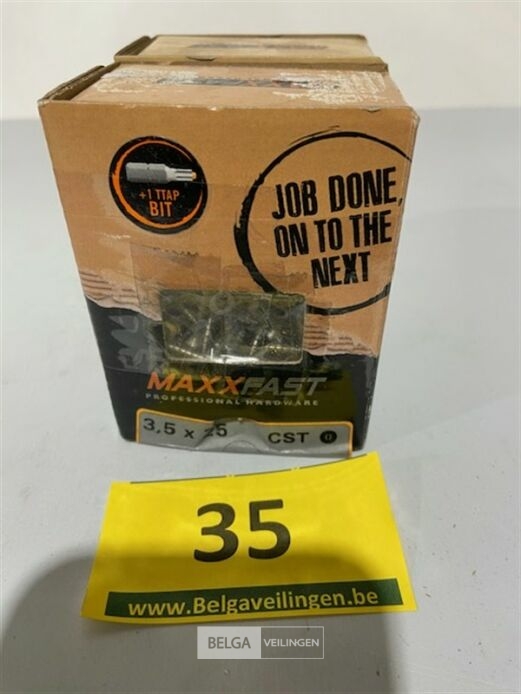 +1 TTAP
BIT
JOB DONE,
ON TO THE
NEXT
MAXXFAST
PROFESSIONAL HARDWARE
3,5 x 25
CST
35
www.Belgaveilingen.be
BELGA VEILINGEN